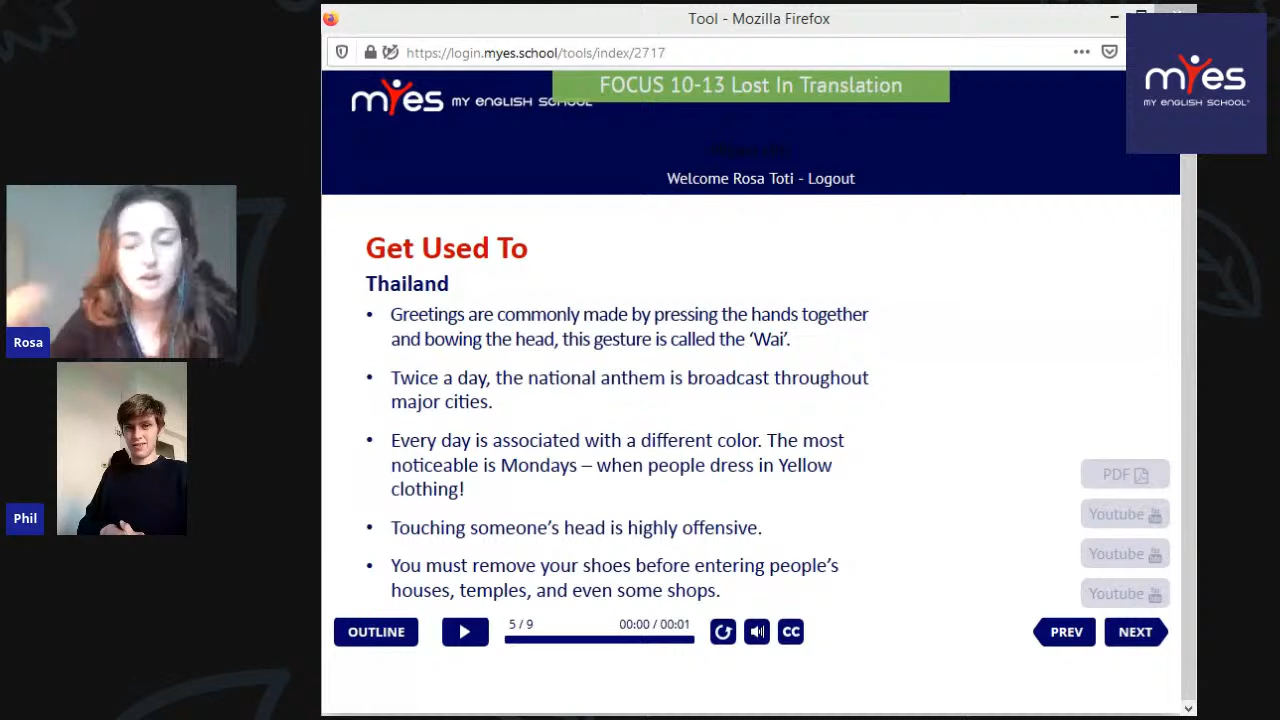 Tool - Mozilla Firefox
https://login.myes.school/tools/index/2717
FOCUS 10-13 Lost In Translation
myes MY ENGLISH SCHOOL
myes
MY ENGLISH SCHOOL
Welcome Rosa Toti - Logout
Get Used To
Thailand
• Greetings are commonly made by pressing the hands together
and bowing the head, this gesture is called the ‘Wai’.
• Twice a day, the national anthem is broadcast throughout
major cities.
• Every day is associated with a different color. The most
noticeable is Mondays – when people dress in Yellow
clothing!
• Touching someone’s head is highly offensive.
• You must remove your shoes before entering people’s
houses, temples, and even some shops.
Rosa
Phil
PDF
Youtube
Youtube
Youtube
OUTLINE
5 / 9
00:00 / 00:01
CC
PREV
NEXT